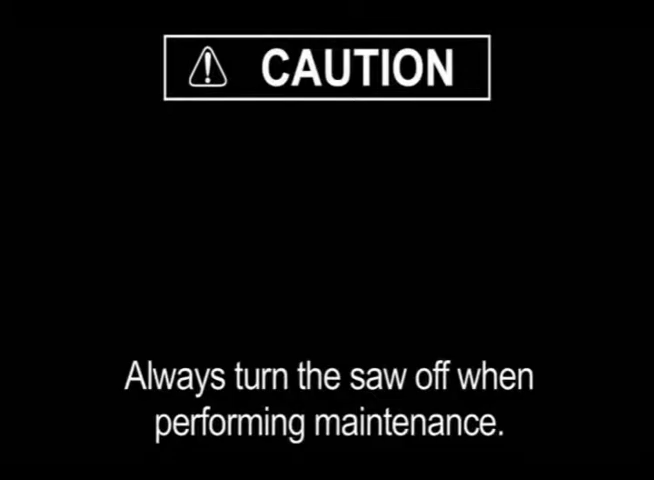 CAUTION
Always turn the saw off when
performing maintenance.